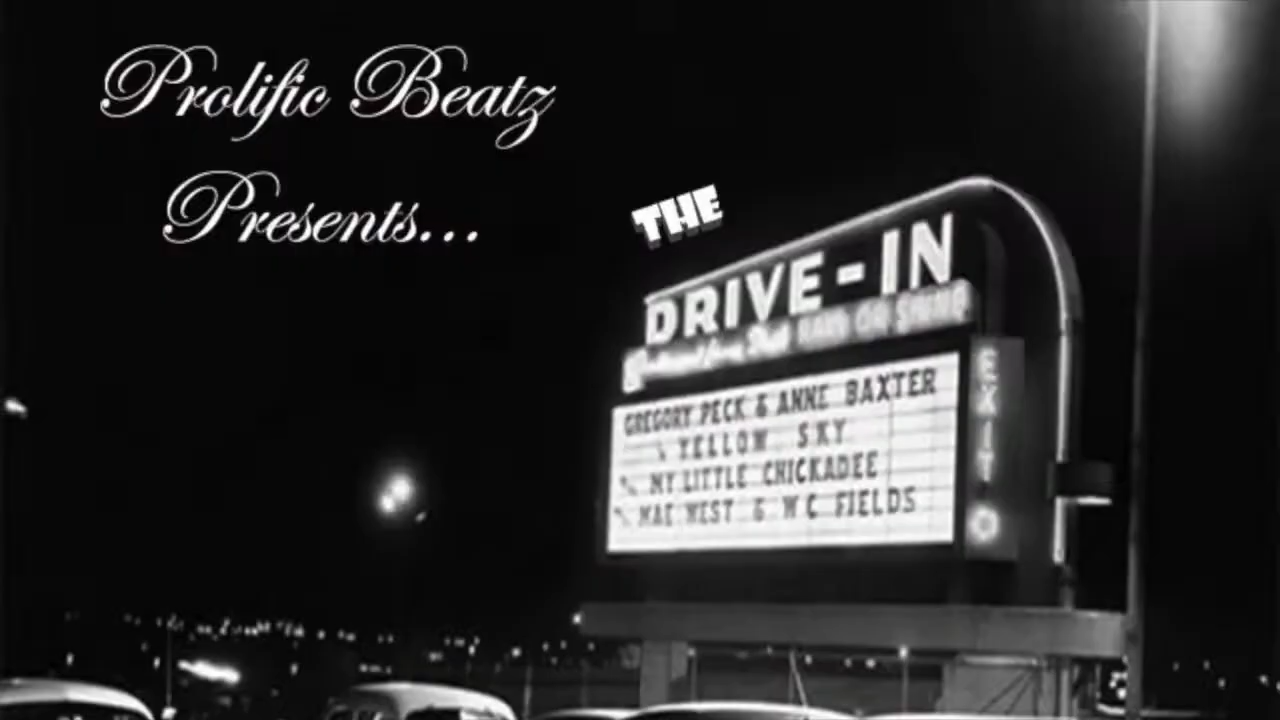 Prolific Beatz
Presents...
THE
DRIVE-IN
GREGORY PECK & ANNE BAXTER
YELLOW SKY
MY LITTLE CHICKADEE
MAE WEST & W C FIELDS
EXIT